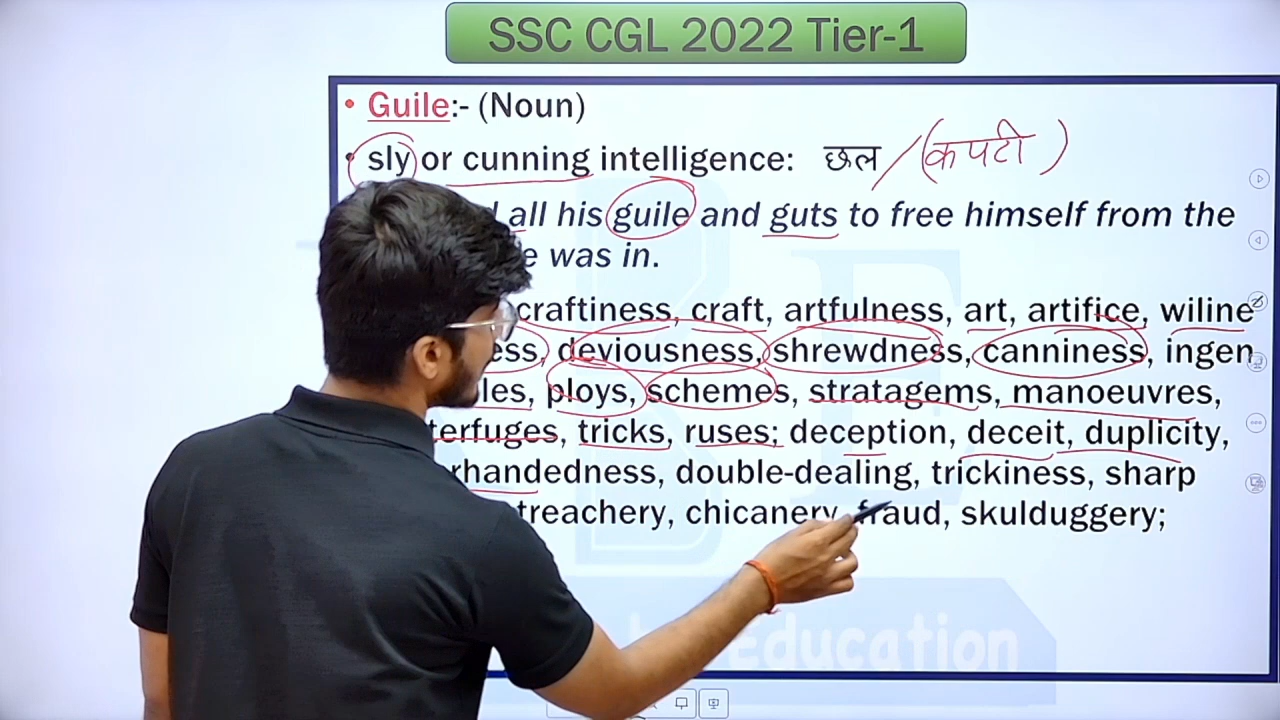 SSC CGL 2022 Tier-1
• Guile:- (Noun)
• sly or cunning intelligence: छल / (कपटी)
all his guile and guts to free himself from the
was in.
craftiness, craft, artfulness, art, artifice, wiline
ess, deviousness, shrewdness, canniness, ingen
les, ploys, schemes, stratagems, manoeuvres,
terfuges, tricks, ruses; deception, deceit, duplicity,
rhandedness, double-dealing, trickiness, sharp
treachery, chicanery, fraud, skulduggery;
Education